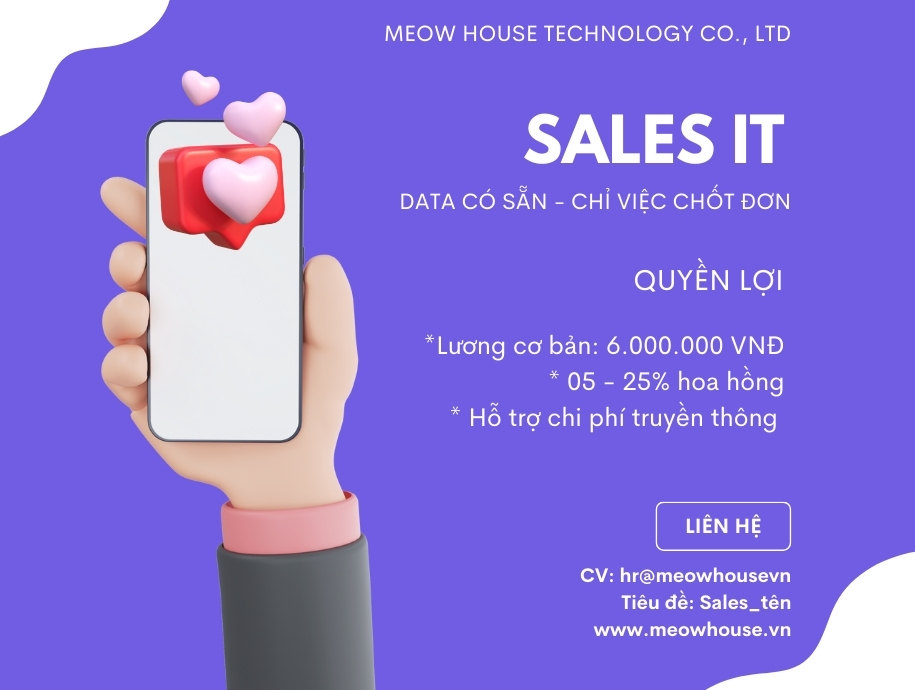 MEOW HOUSE TECHNOLOGY CO., LTD
SALES IT
DATA CÓ SẴN - CHỈ VIỆC CHỐT ĐƠN
QUYỀN LỢI
*Lương cơ bản: 6.000.000 VNĐ
* 05 - 25% hoa hồng
* Hỗ trợ chi phí truyền thông
LIÊN HỆ
CV: hr@meowhousevn
Tiêu đề: Sales_tên
www.meowhouse.vn